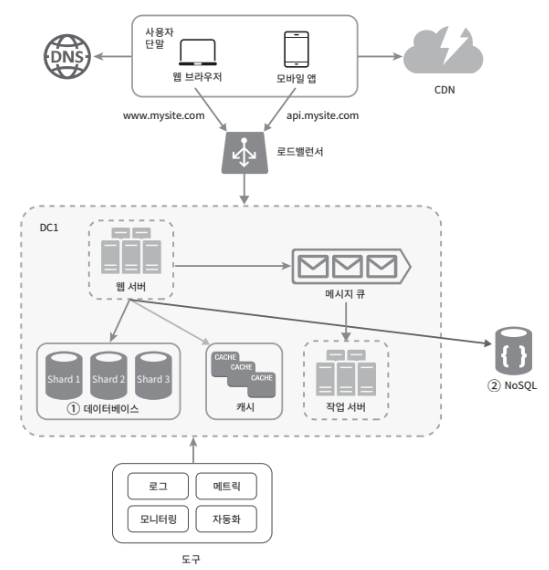 사용자
단말
DNS
웹 브라우저
모바일 앱
CDN
www.mysite.com
api.mysite.com
로드밸런서
DC1
웹 서버
메시지 큐
Shard 1
Shard 2
Shard 3
① 데이터베이스
CACHE
CACHE
CACHE
캐시
작업 서버
{ }
② NoSQL
로그
메트릭
모니터링
자동화
도구